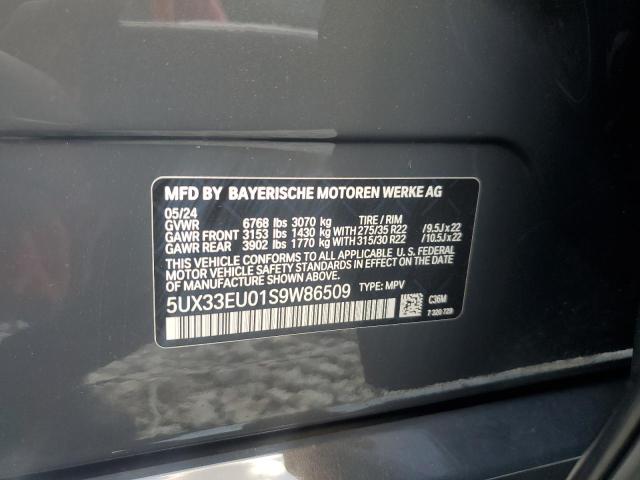 MFD BY BAYERISCHE MOTOREN WERKE AG
05/24
GVWR 6768 lbs 3070 kg TIRE / RIM
GAWR FRONT 3153 lbs 1430 kg WITH 275/35 R22 /9.5J x 22
GAWR REAR 3902 lbs 1770 kg WITH 315/30 R22 /10.5J x 22
THIS VEHICLE CONFORMS TO ALL APPLICABLE U. S. FEDERAL
MOTOR VEHICLE SAFETY STANDARDS IN EFFECT ON THE DATE
OF MANUFACTURE SHOWN ABOVE.
5UX33EU01S9W86509 TYPE: MPV
C36M
7 320 729